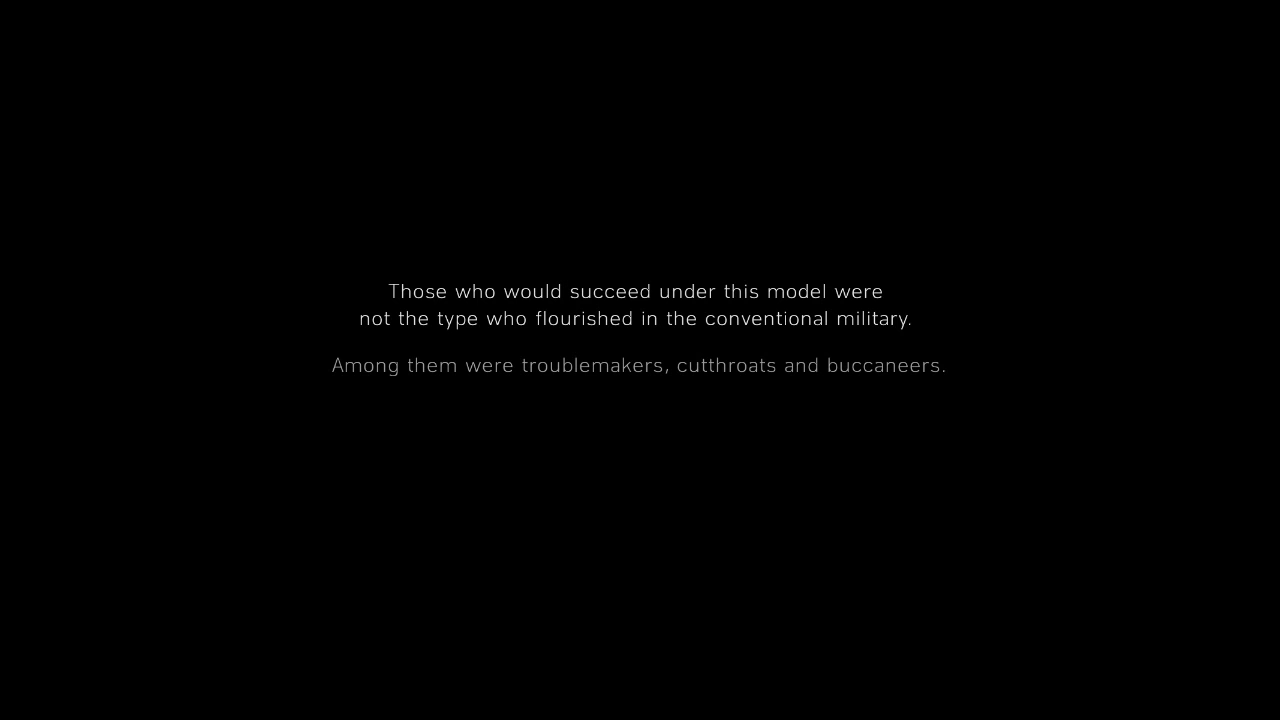 Those who would succeed under this model were
not the type who flourished in the conventional military.
Among them were troublemakers, cutthroats and buccaneers.